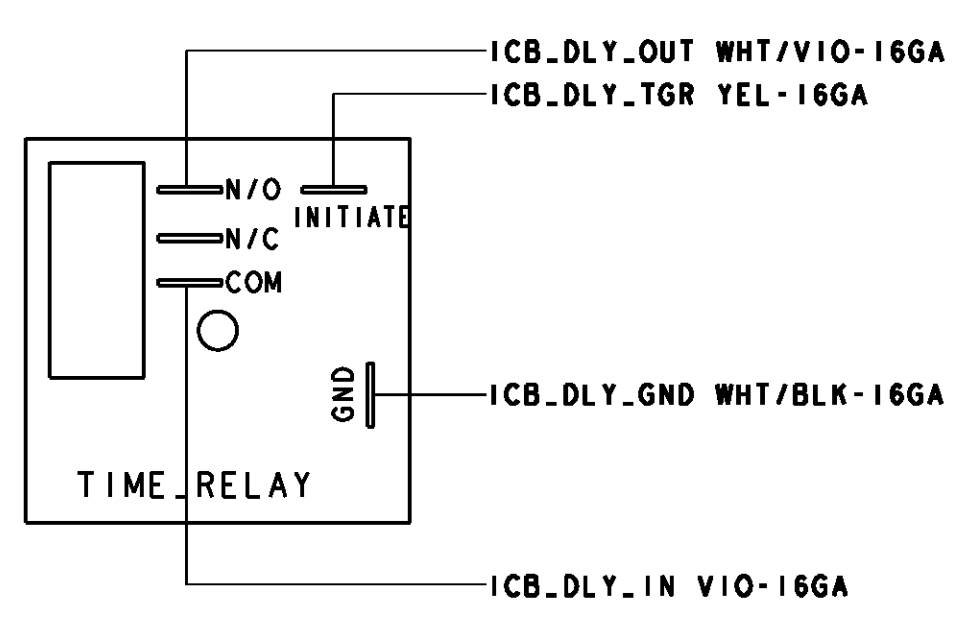 ICB_DLY_OUT WHT/VIO-16GA
ICB_DLY_TGR YEL-16GA
N/O
INITIATE
N/C
COM
GND
ICB_DLY_GND WHT/BLK-16GA
TIME_RELAY
ICB_DLY_IN VIO-16GA